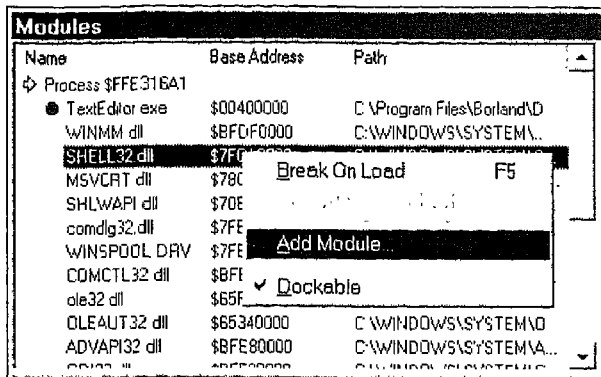 Modules
Name Base Address Path
Process $FFE316A1
TextEditor exe $00400000 C \Program Files\Borland\D
WINMM dll $BFDF0000 C:\WINDOWS\SYSTEM\..
SHELL32 dll
Break On Load F5
MSVCRT dll $780
SHLWAPI dll $70B
comdlg32.dll $7FE
WINSPOOL DRV $7FE
Add Module...
COMCTL32 dll $BFE
Dockable
ole32 dll $65F
OLEAUT32 dll $65340000 C \WINDOWS\SYSTEM\O
ADVAPI32 dll $BFE80000 C:\WINDOWS\SYSTEM\A...